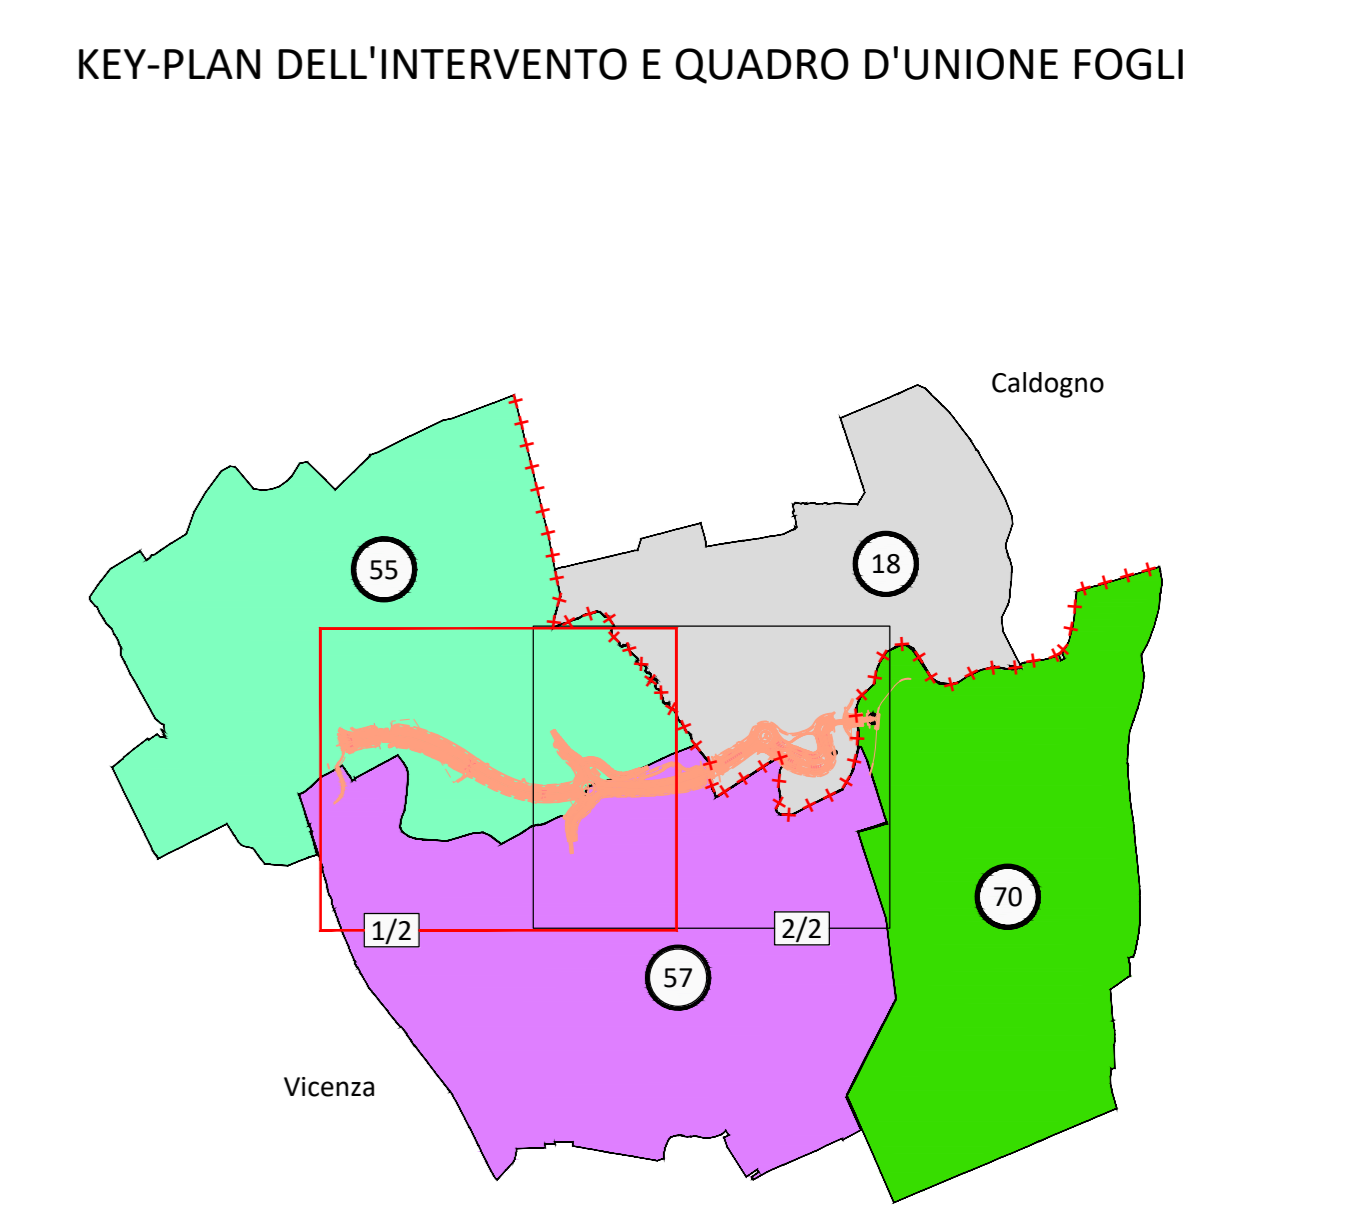 KEY-PLAN DELL'INTERVENTO E QUADRO D'UNIONE FOGLI
Caldogno
55
18
70
1/2
2/2
57
Vicenza